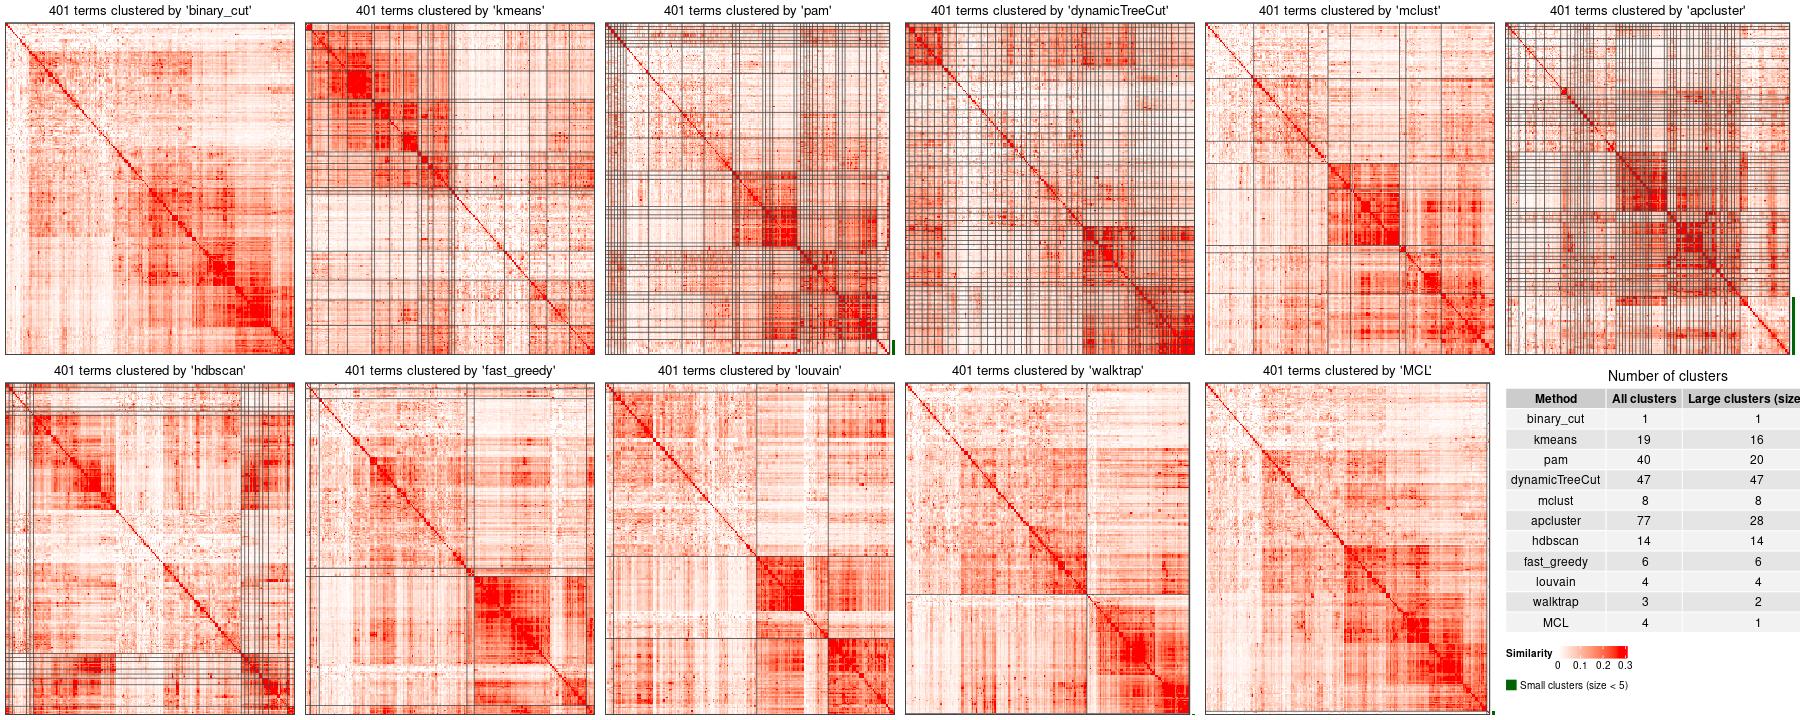 401 terms clustered by 'binary_cut'
401 terms clustered by 'kmeans'
401 terms clustered by 'pam'
401 terms clustered by 'dynamicTreeCut'
401 terms clustered by 'mclust'
401 terms clustered by 'apcluster'
401 terms clustered by 'hdbscan'
401 terms clustered by 'fast_greedy'
401 terms clustered by 'louvain'
401 terms clustered by 'walktrap'
401 terms clustered by 'MCL'
Number of clusters
Method All clusters Large clusters (size
binary_cut 1 1
kmeans 19 16
pam 40 20
dynamicTreeCut 47 47
mclust 8 8
apcluster 77 28
hdbscan 14 14
fast_greedy 6 6
louvain 4 4
walktrap 3 2
MCL 4 1
Similarity
0 0.1 0.2 0.3
Small clusters (size < 5)